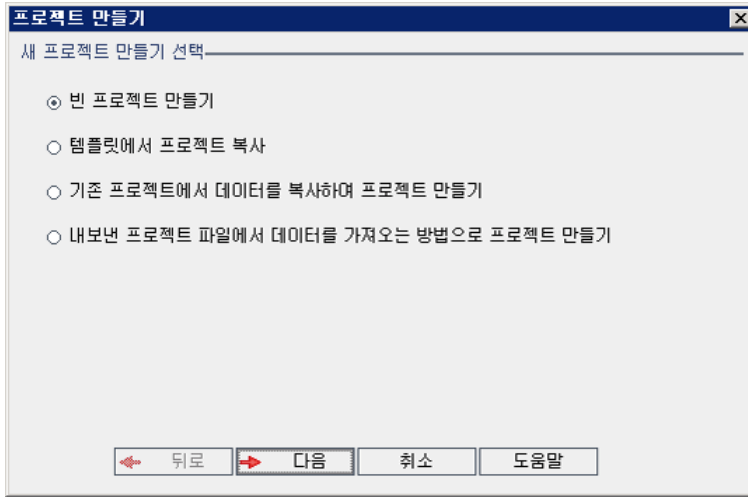 프로젝트 만들기
새 프로젝트 만들기 선택
빈 프로젝트 만들기
템플릿에서 프로젝트 복사
기존 프로젝트에서 데이터를 복사하여 프로젝트 만들기
내보낸 프로젝트 파일에서 데이터를 가져오는 방법으로 프로젝트 만들기
뒤로 다음 취소 도움말